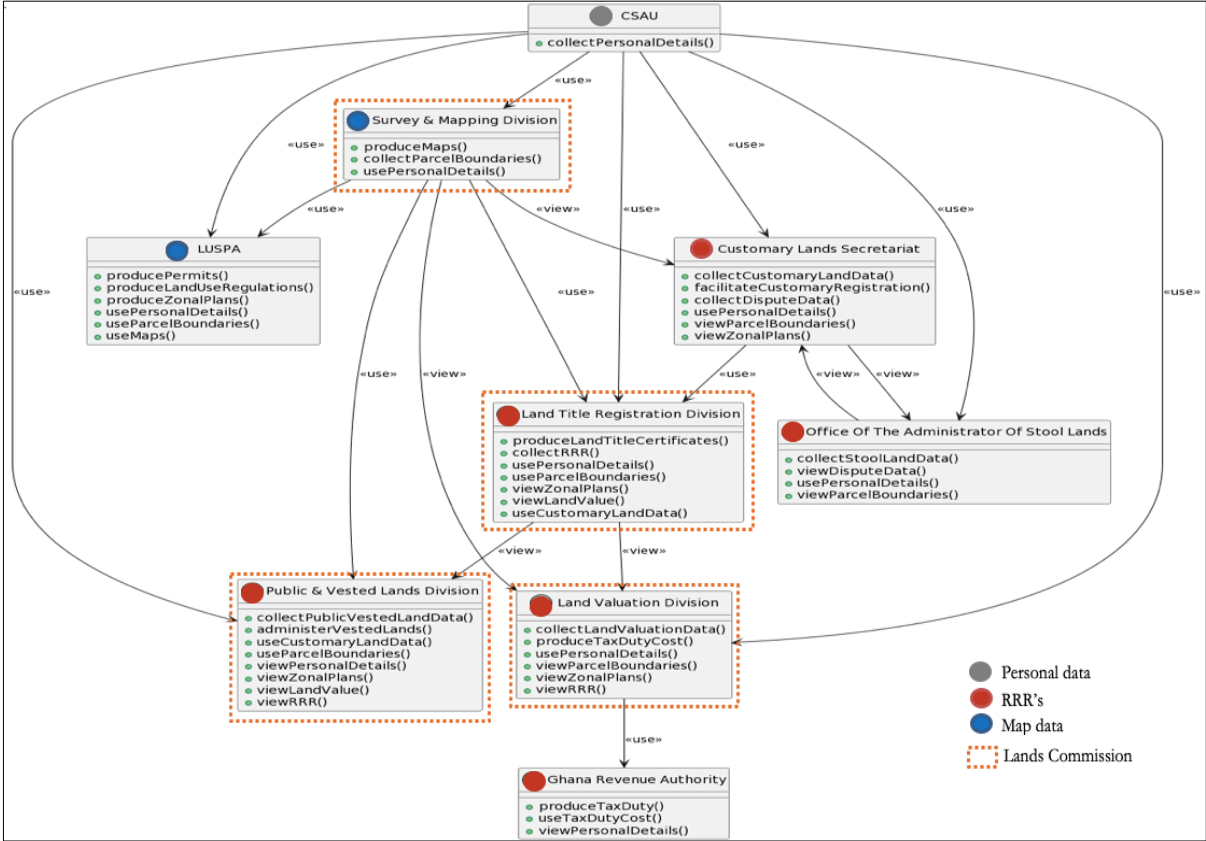 CSAU
collectPersonalDetails()
«use»
Survey & Mapping Division
produceMaps()
collectParcelBoundaries()
usePersonalDetails()
«use»
«use»
«use»
«view»
«use»
«use»
LUSPA
producePermits()
produceLandUseRegulations()
produceZonalPlans()
usePersonalDetails()
useParcelBoundaries()
useMaps()
Customary Lands Secretariat
collectCustomaryLandData()
facilitateCustomaryRegistration()
collectDisputeData()
usePersonalDetails()
viewParcelBoundaries()
viewZonalPlans()
«use»
«use»
«use»
«use»
«view»
«use»
«view»
«view»
Land Title Registration Division
produceLandTitleCertificates()
collectRRR()
usePersonalDetails()
useParcelBoundaries()
viewZonalPlans()
viewLandValue()
useCustomaryLandData()
Office Of The Administrator Of Stool Lands
collectStoolLandData()
viewDisputeData()
usePersonalDetails()
viewParcelBoundaries()
«view»
«view»
Public & Vested Lands Division
collectPublicVestedLandData()
administerVestedLands()
useCustomaryLandData()
useParcelBoundaries()
viewPersonalDetails()
viewZonalPlans()
viewLandValue()
viewRRR()
Land Valuation Division
collectLandValuationData()
produceTaxDutyCost()
usePersonalDetails()
viewParcelBoundaries()
viewZonalPlans()
viewRRR()
«use»
Ghana Revenue Authority
produceTaxDuty()
useTaxDutyCost()
viewPersonalDetails()
Personal data
RRR's
Map data
Lands Commission